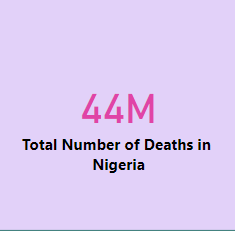 44M
Total Number of Deaths in
Nigeria